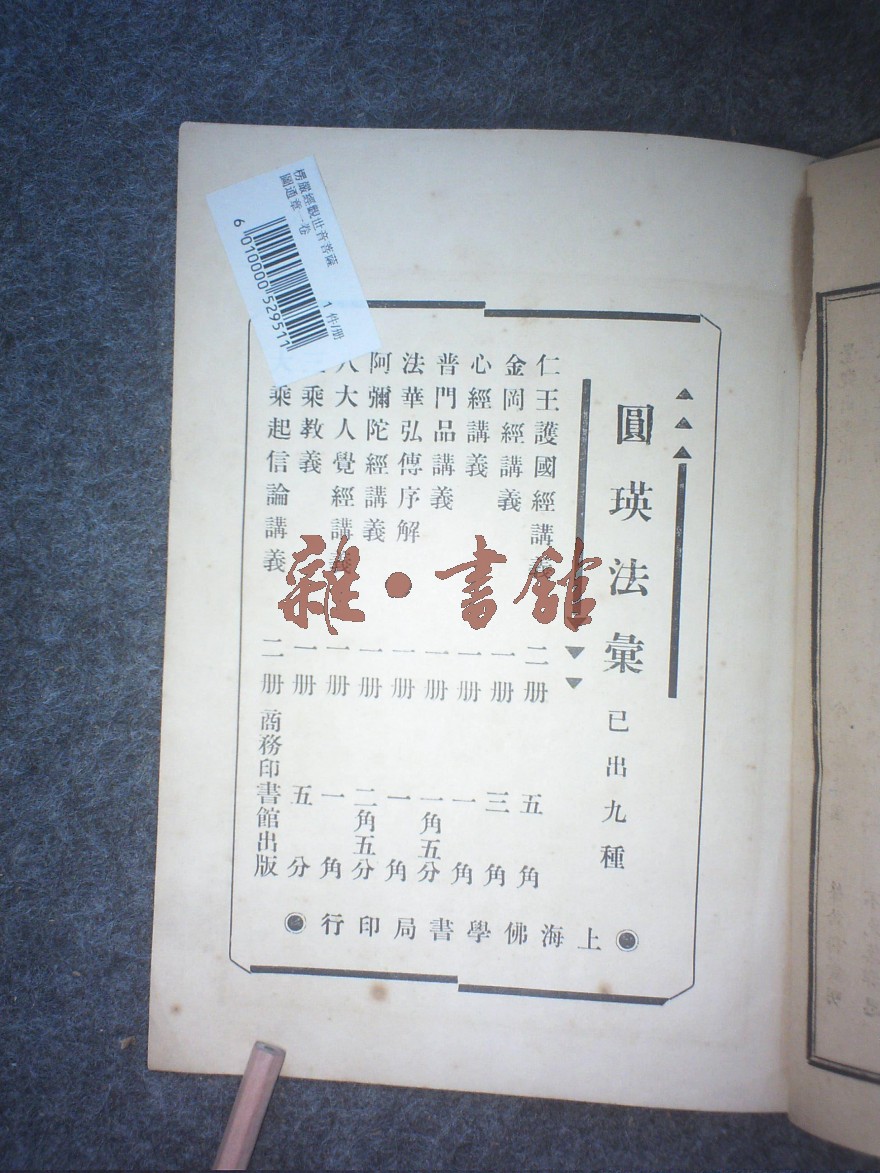 楞嚴經觀世音菩薩
圓通章一卷
1 件/册
6 010000 529511
圓瑛法彙 已出九種
仁王護國經講義 二册 五角
金剛經講義 一册 三角
心經講義 一册 一角
普門品講義 一册 一角五分
法華弘傳序解 一册 一角
阿彌陀經講義 一册 二角五分
八大人覺經講義 一册 一角
乘教義 一册 五分
乘起信論講義 二册 商務印書館出版
上海佛學書局印行
雜·書館